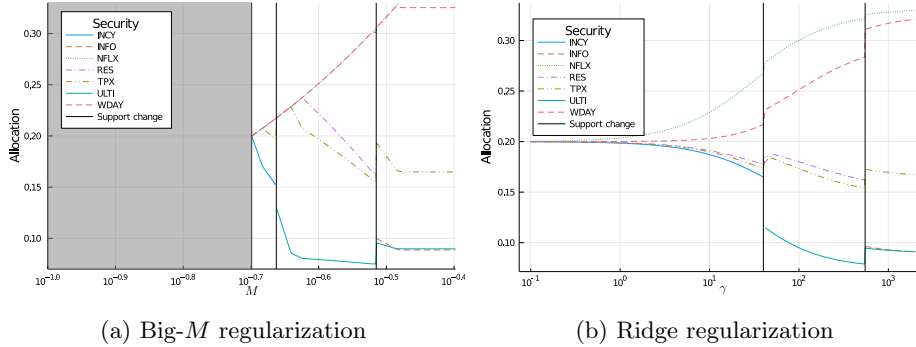 Security
INCY
INFO
NFLX
RES
TPX
ULTI
WDAY
Support change
Allocation
0.30
0.25
0.20
0.15
0.10
10^-1.0
10^-0.9
10^-0.8
10^-0.7
10^-0.6
10^-0.5
10^-0.4
M
(a) Big-M regularization
Security
INCY
INFO
NFLX
RES
TPX
ULTI
WDAY
Support change
Allocation
0.30
0.25
0.20
0.15
0.10
10^-1
10^0
10^1
10^2
10^3
γ
(b) Ridge regularization